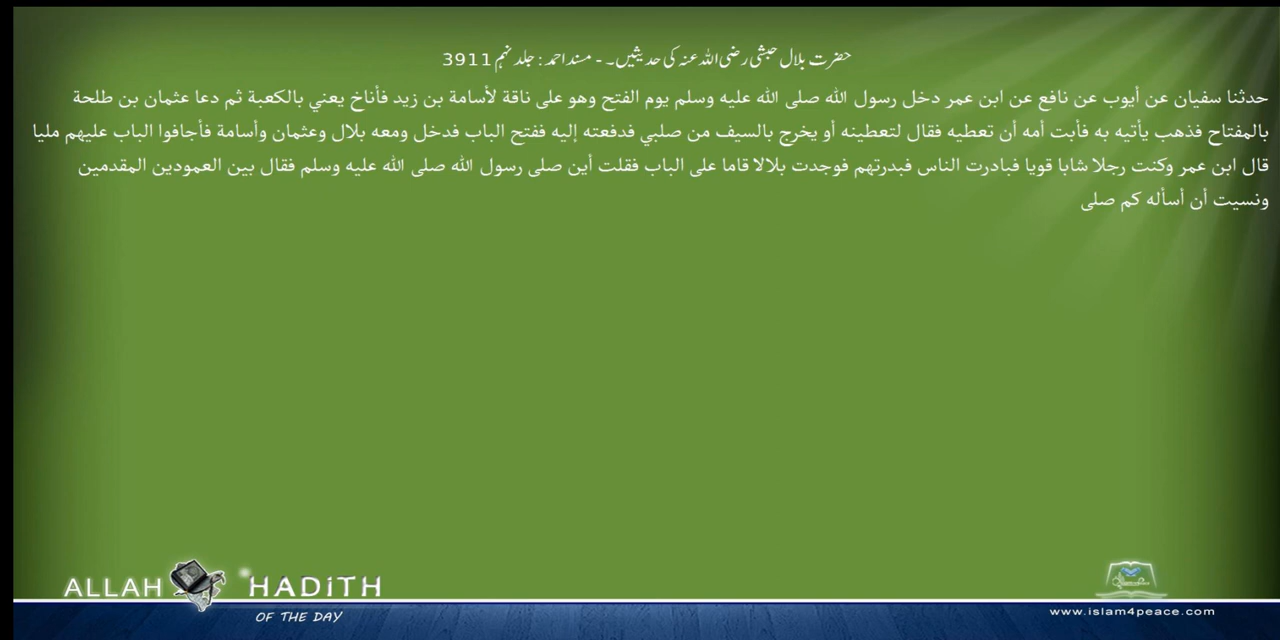 حضرت بلال حبشی رضی اللہ عنہ کی حدیثیں۔ - مسند احمد : جلد نہم 3911
حدثنا سفيان عن أيوب عن نافع عن ابن عمر دخل رسول الله صلى الله عليه وسلم يوم الفتح وهو على ناقة لأسامة بن زيد فأناخ يعني بالكعبة ثم دعا عثمان بن طلحة
بالمفتاح فذهب يأتيه به فأبت أمه أن تعطيه فقال لتعطينه أو يخرج بالسيف من صلبي فدفعته إليه ففتح الباب فدخل ومعه بلال وعثمان وأسامة فأجافوا الباب عليهم مليا
قال ابن عمر وكنت رجلا شابا قويا فبادرت الناس فبدرتهم فوجدت بلالا قاما على الباب فقلت أين صلى رسول الله صلى الله عليه وسلم فقال بين العمودين المقدمين
ونسيت أن أسأله كم صلى
ALLAH HADITH
OF THE DAY
www.islam4peace.com